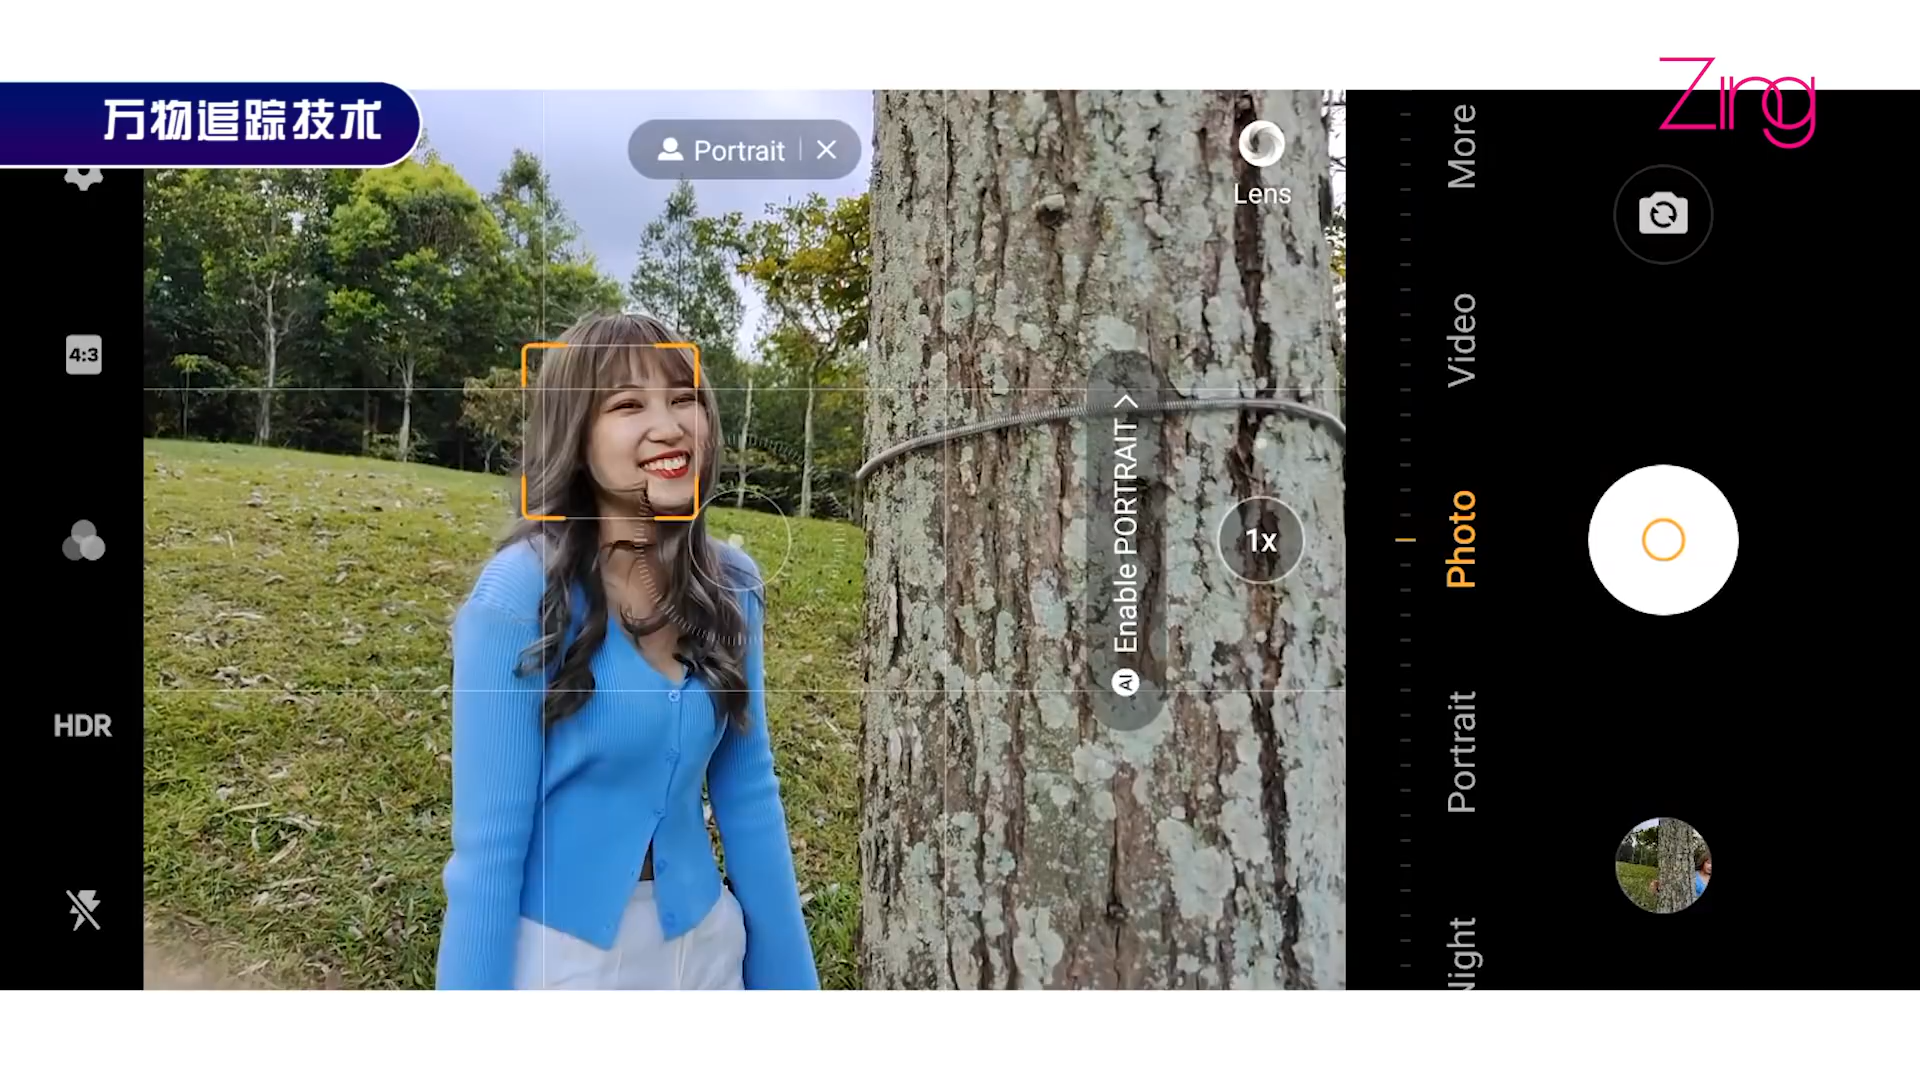 万物追踪技术
Zing
Portrait
Lens
4:3
HDR
AI Enable PORTRAIT
1x
More
Video
Photo
Portrait
Night